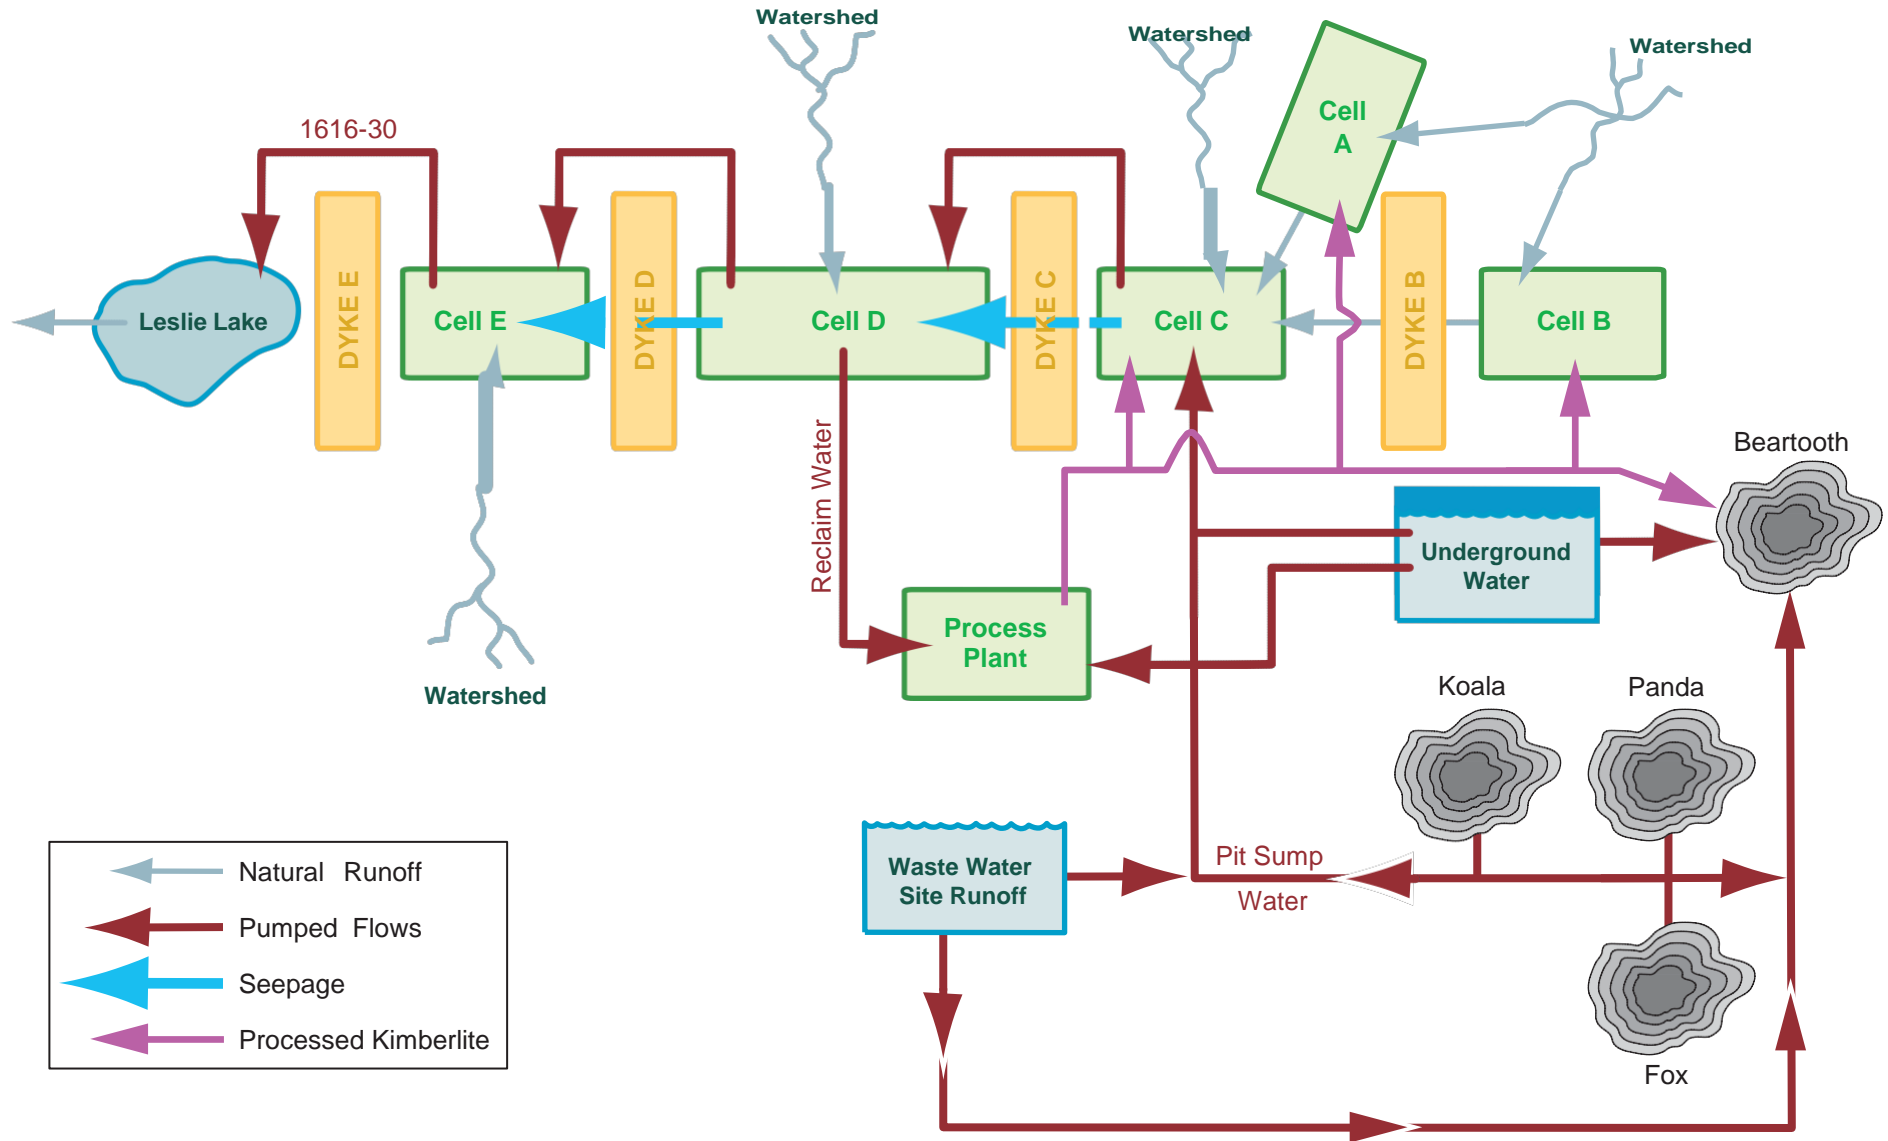 Watershed
Watershed
Watershed
1616-30
Cell
A
DYKE E
DYKE D
DYKE C
DYKE B
Leslie Lake
Cell E
Cell D
Cell C
Cell B
Reclaim Water
Beartooth
Underground
Water
Process
Plant
Watershed
Koala
Panda
Waste Water
Site Runoff
Pit Sump
Water
Fox
Natural Runoff
Pumped Flows
Seepage
Processed Kimberlite